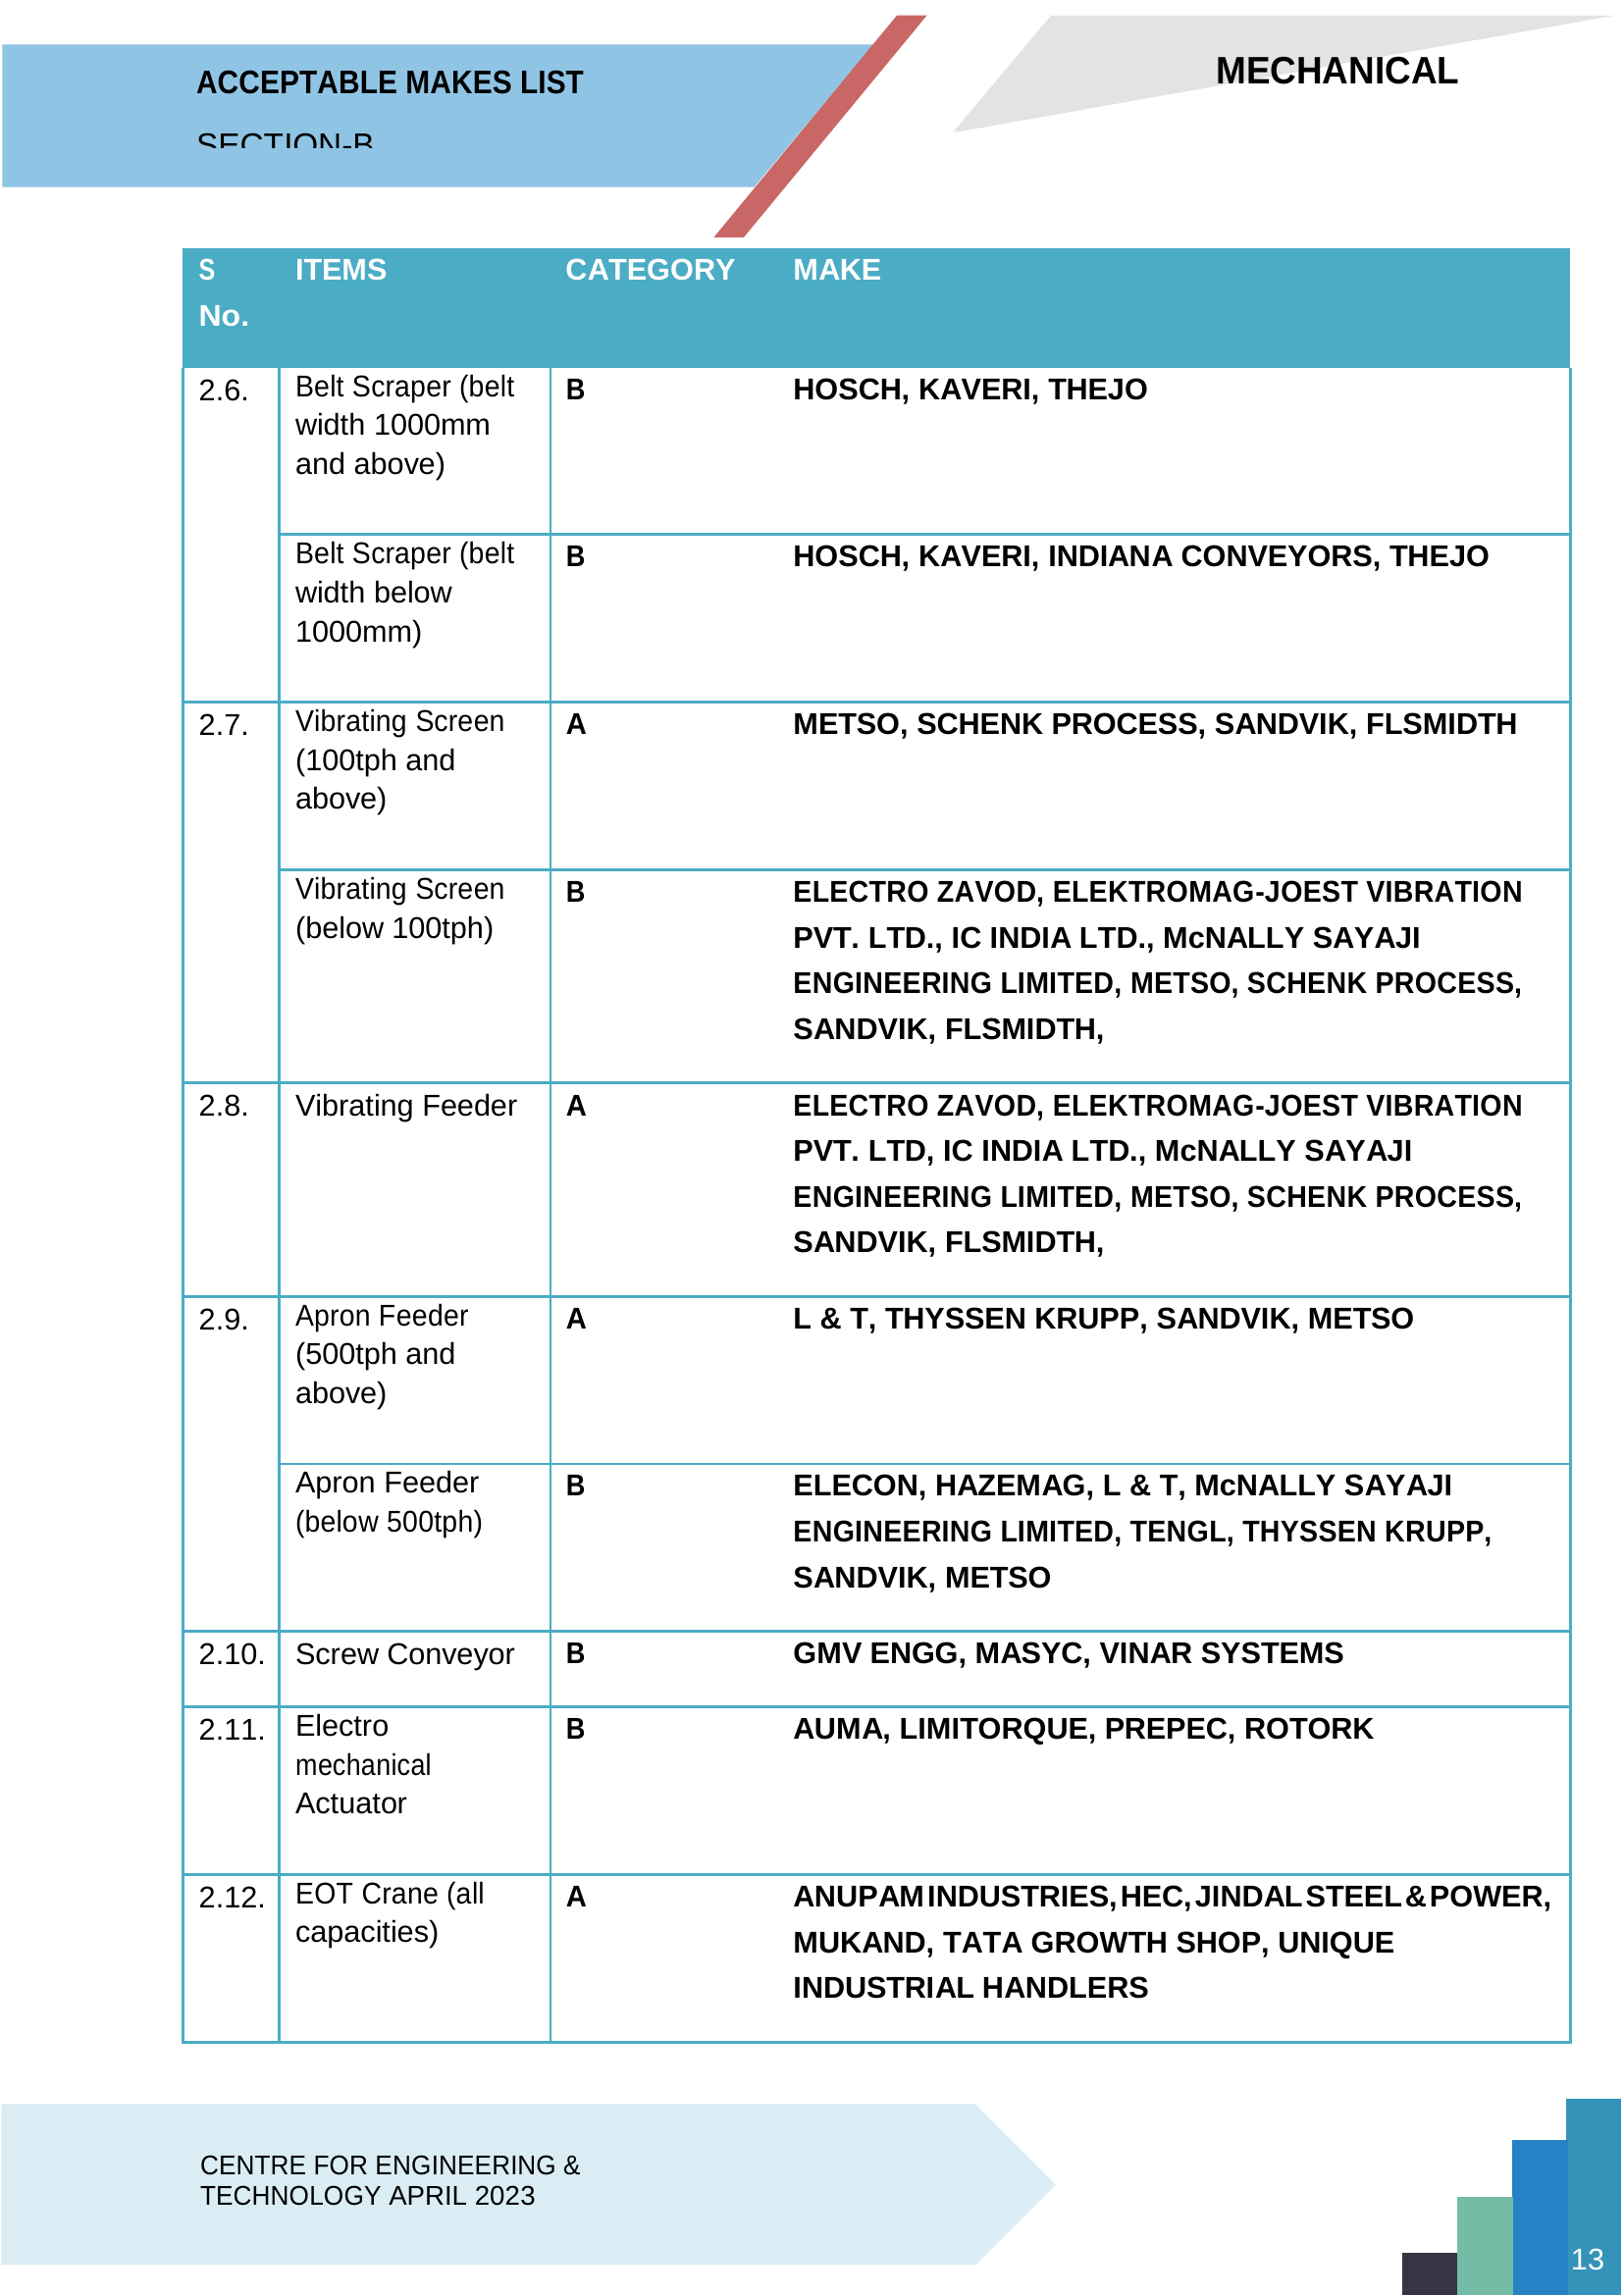 ACCEPTABLE MAKES LIST
MECHANICAL
SECTION-B
S
No.
ITEMS
CATEGORY
MAKE
2.6.
Belt Scraper (belt
width 1000mm
and above)
B
HOSCH, KAVERI, THEJO
Belt Scraper (belt
width below
1000mm)
B
HOSCH, KAVERI, INDIANA CONVEYORS, THEJO
2.7.
Vibrating Screen
(100tph and
above)
A
METSO, SCHENK PROCESS, SANDVIK, FLSMIDTH
Vibrating Screen
(below 100tph)
B
ELECTRO ZAVOD, ELEKTROMAG-JOEST VIBRATION
PVT. LTD., IC INDIA LTD., McNALLY SAYAJI
ENGINEERING LIMITED, METSO, SCHENK PROCESS,
SANDVIK, FLSMIDTH,
2.8.
Vibrating Feeder
A
ELECTRO ZAVOD, ELEKTROMAG-JOEST VIBRATION
PVT. LTD, IC INDIA LTD., McNALLY SAYAJI
ENGINEERING LIMITED, METSO, SCHENK PROCESS,
SANDVIK, FLSMIDTH,
2.9.
Apron Feeder
(500tph and
above)
A
L & T, THYSSEN KRUPP, SANDVIK, METSO
Apron Feeder
(below 500tph)
B
ELECON, HAZEMAG, L & T, McNALLY SAYAJI
ENGINEERING LIMITED, TENGL, THYSSEN KRUPP,
SANDVIK, METSO
2.10.
Screw Conveyor
B
GMV ENGG, MASYC, VINAR SYSTEMS
2.11.
Electro
mechanical
Actuator
B
AUMA, LIMITORQUE, PREPEC, ROTORK
2.12.
EOT Crane (all
capacities)
A
ANUPAM INDUSTRIES, HEC, JINDAL STEEL & POWER,
MUKAND, TATA GROWTH SHOP, UNIQUE
INDUSTRIAL HANDLERS
CENTRE FOR ENGINEERING &
TECHNOLOGY APRIL 2023
13